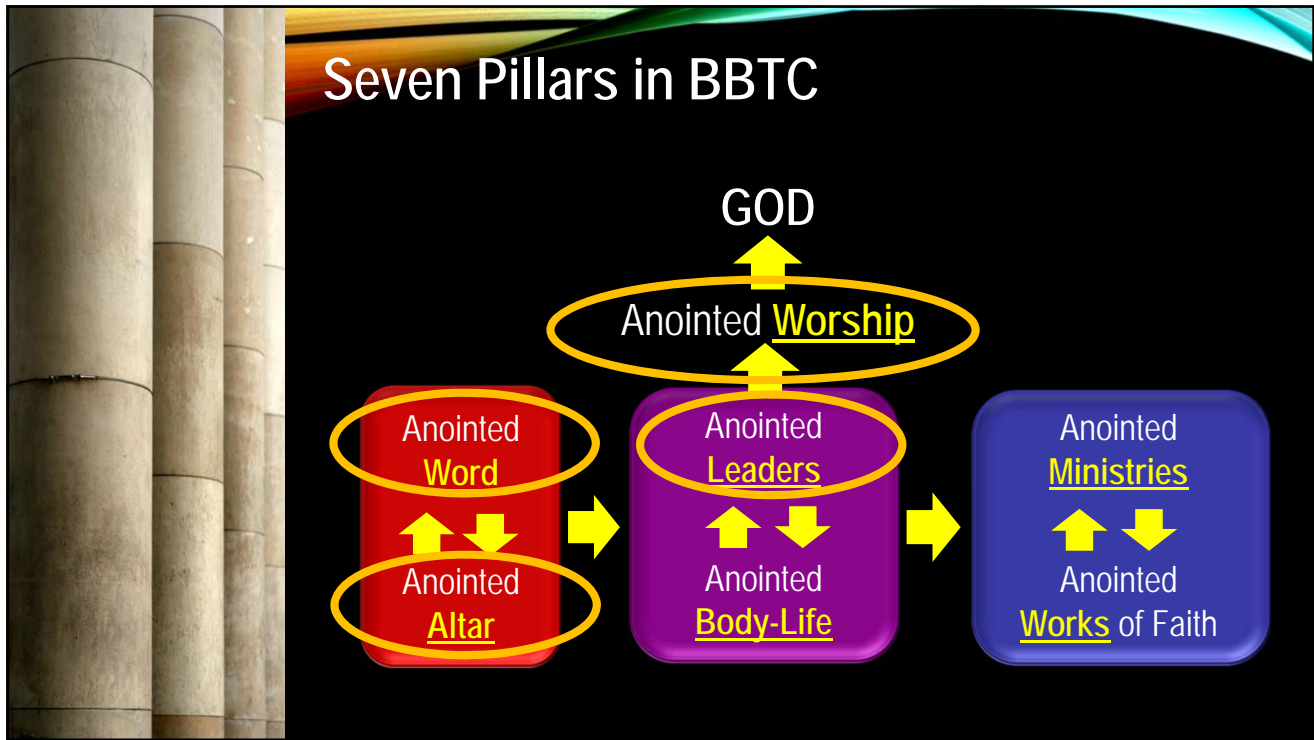 Seven Pillars in BBTC
GOD
Anointed Worship
Anointed
Word
Anointed
Altar
Anointed
Leaders
Anointed
Body-Life
Anointed
Ministries
Anointed
Works of Faith